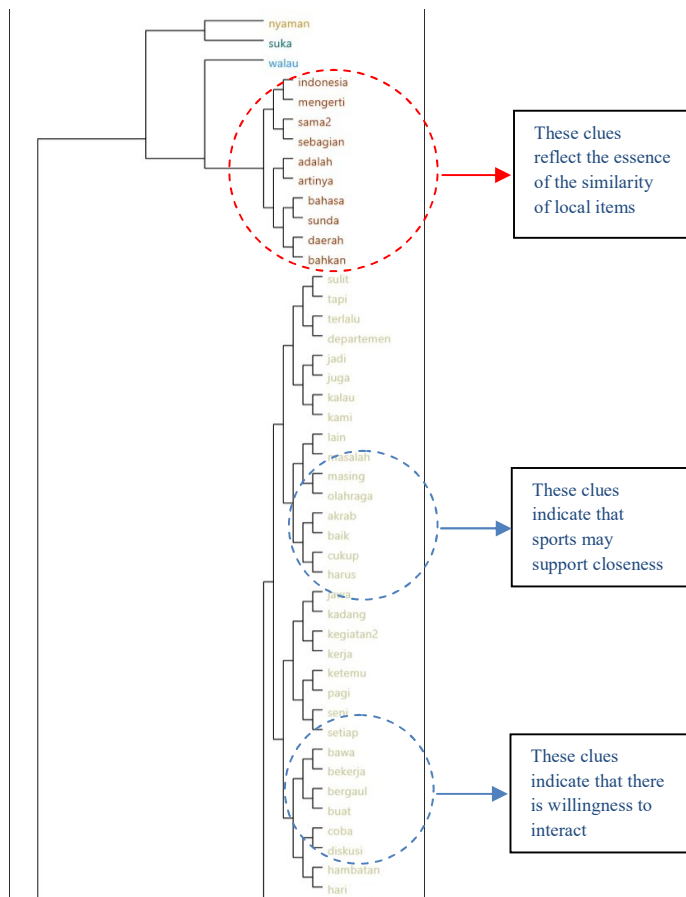 nyaman
suka
walau
indonesia
mengerti
sama2
sebagian
adalah
artinya
bahasa
sunda
daerah
bahkan
These clues
reflect the essence
of the similarity
of local items
sulit
tapi
terlalu
departemen
jadi
juga
kalau
kami
lain
masalah
masing
olahraga
akrab
baik
cukup
harus
These clues
indicate that
sports may
support closeness
jawa
kadang
kegiatan2
kerja
ketemu
pagi
seni
setiap
bawa
bekerja
bergaul
buat
coba
diskusi
hambatan
hari
These clues
indicate that there
is willingness to
interact